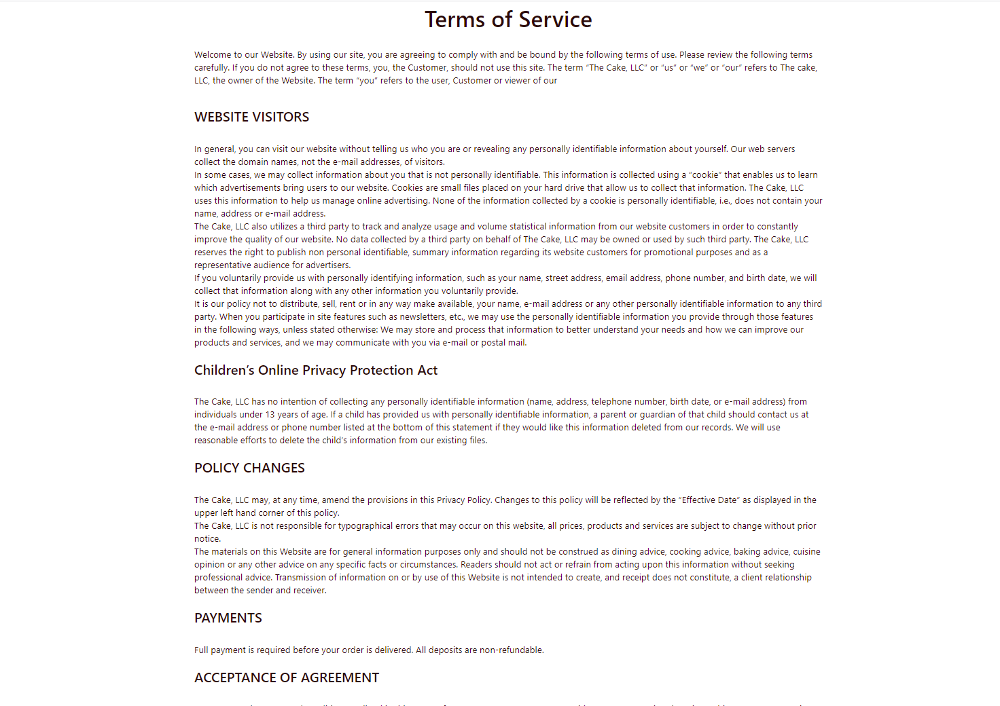 Terms of Service
Welcome to our Website. By using our site, you are agreeing to comply with and be bound by the following terms of use. Please review the following terms
carefully. If you do not agree to these terms, you, the Customer, should not use this site. The term “The Cake, LLC” or “us” or “we” or “our” refers to The cake,
LLC, the owner of the Website. The term “you” refers to the user, Customer or viewer of our
WEBSITE VISITORS
In general, you can visit our website without telling us who you are or revealing any personally identifiable information about yourself. Our web servers
collect the domain names, not the e-mail addresses, of visitors.
In some cases, we may collect information about you that is not personally identifiable. This information is collected using a “cookie” that enables us to learn
which advertisements bring users to our website. Cookies are small files placed on your hard drive that allow us to collect that information. The Cake, LLC
uses this information to help us manage online advertising. None of the information collected by a cookie is personally identifiable, i.e., does not contain your
name, address or e-mail address.
The Cake, LLC also utilizes a third party to track and analyze usage and volume statistical information from our website customers in order to constantly
improve the quality of our website. No data collected by a third party on behalf of The Cake, LLC may be owned or used by such third party. The Cake, LLC
reserves the right to publish non personal identifiable, summary information regarding its website customers for promotional purposes and as a
representative audience for advertisers.
If you voluntarily provide us with personally identifying information, such as your name, street address, email address, phone number, and birth date, we will
collect that information along with any other information you voluntarily provide.
It is our policy not to distribute, sell, rent or in any way make available, your name, e-mail address or any other personally identifiable information to any third
party. When you participate in site features such as newsletters, etc., we may use the personally identifiable information you provide through those features
in the following ways, unless stated otherwise: We may store and process that information to better understand your needs and how we can improve our
products and services, and we may communicate with you via e-mail or postal mail.
Children’s Online Privacy Protection Act
The Cake, LLC has no intention of collecting any personally identifiable information (name, address, telephone number, birth date, or e-mail address) from
individuals under 13 years of age. If a child has provided us with personally identifiable information, a parent or guardian of that child should contact us at
the e-mail address or phone number listed at the bottom of this statement if they would like this information deleted from our records. We will use
reasonable efforts to delete the child’s information from our existing files.
POLICY CHANGES
The Cake, LLC may, at any time, amend the provisions in this Privacy Policy. Changes to this policy will be reflected by the “Effective Date” as displayed in the
upper left hand corner of this policy.
The Cake, LLC is not responsible for typographical errors that may occur on this website, all prices, products and services are subject to change without prior
notice.
The materials on this Website are for general information purposes only and should not be construed as dining advice, cooking advice, baking advice, cuisine
opinion or any other advice on any specific facts or circumstances. Readers should not act or refrain from acting upon this information without seeking
professional advice. Transmission of information on or by use of this Website is not intended to create, and receipt does not constitute, a client relationship
between the sender and receiver.
PAYMENTS
Full payment is required before your order is delivered. All deposits are non-refundable.
ACCEPTANCE OF AGREEMENT